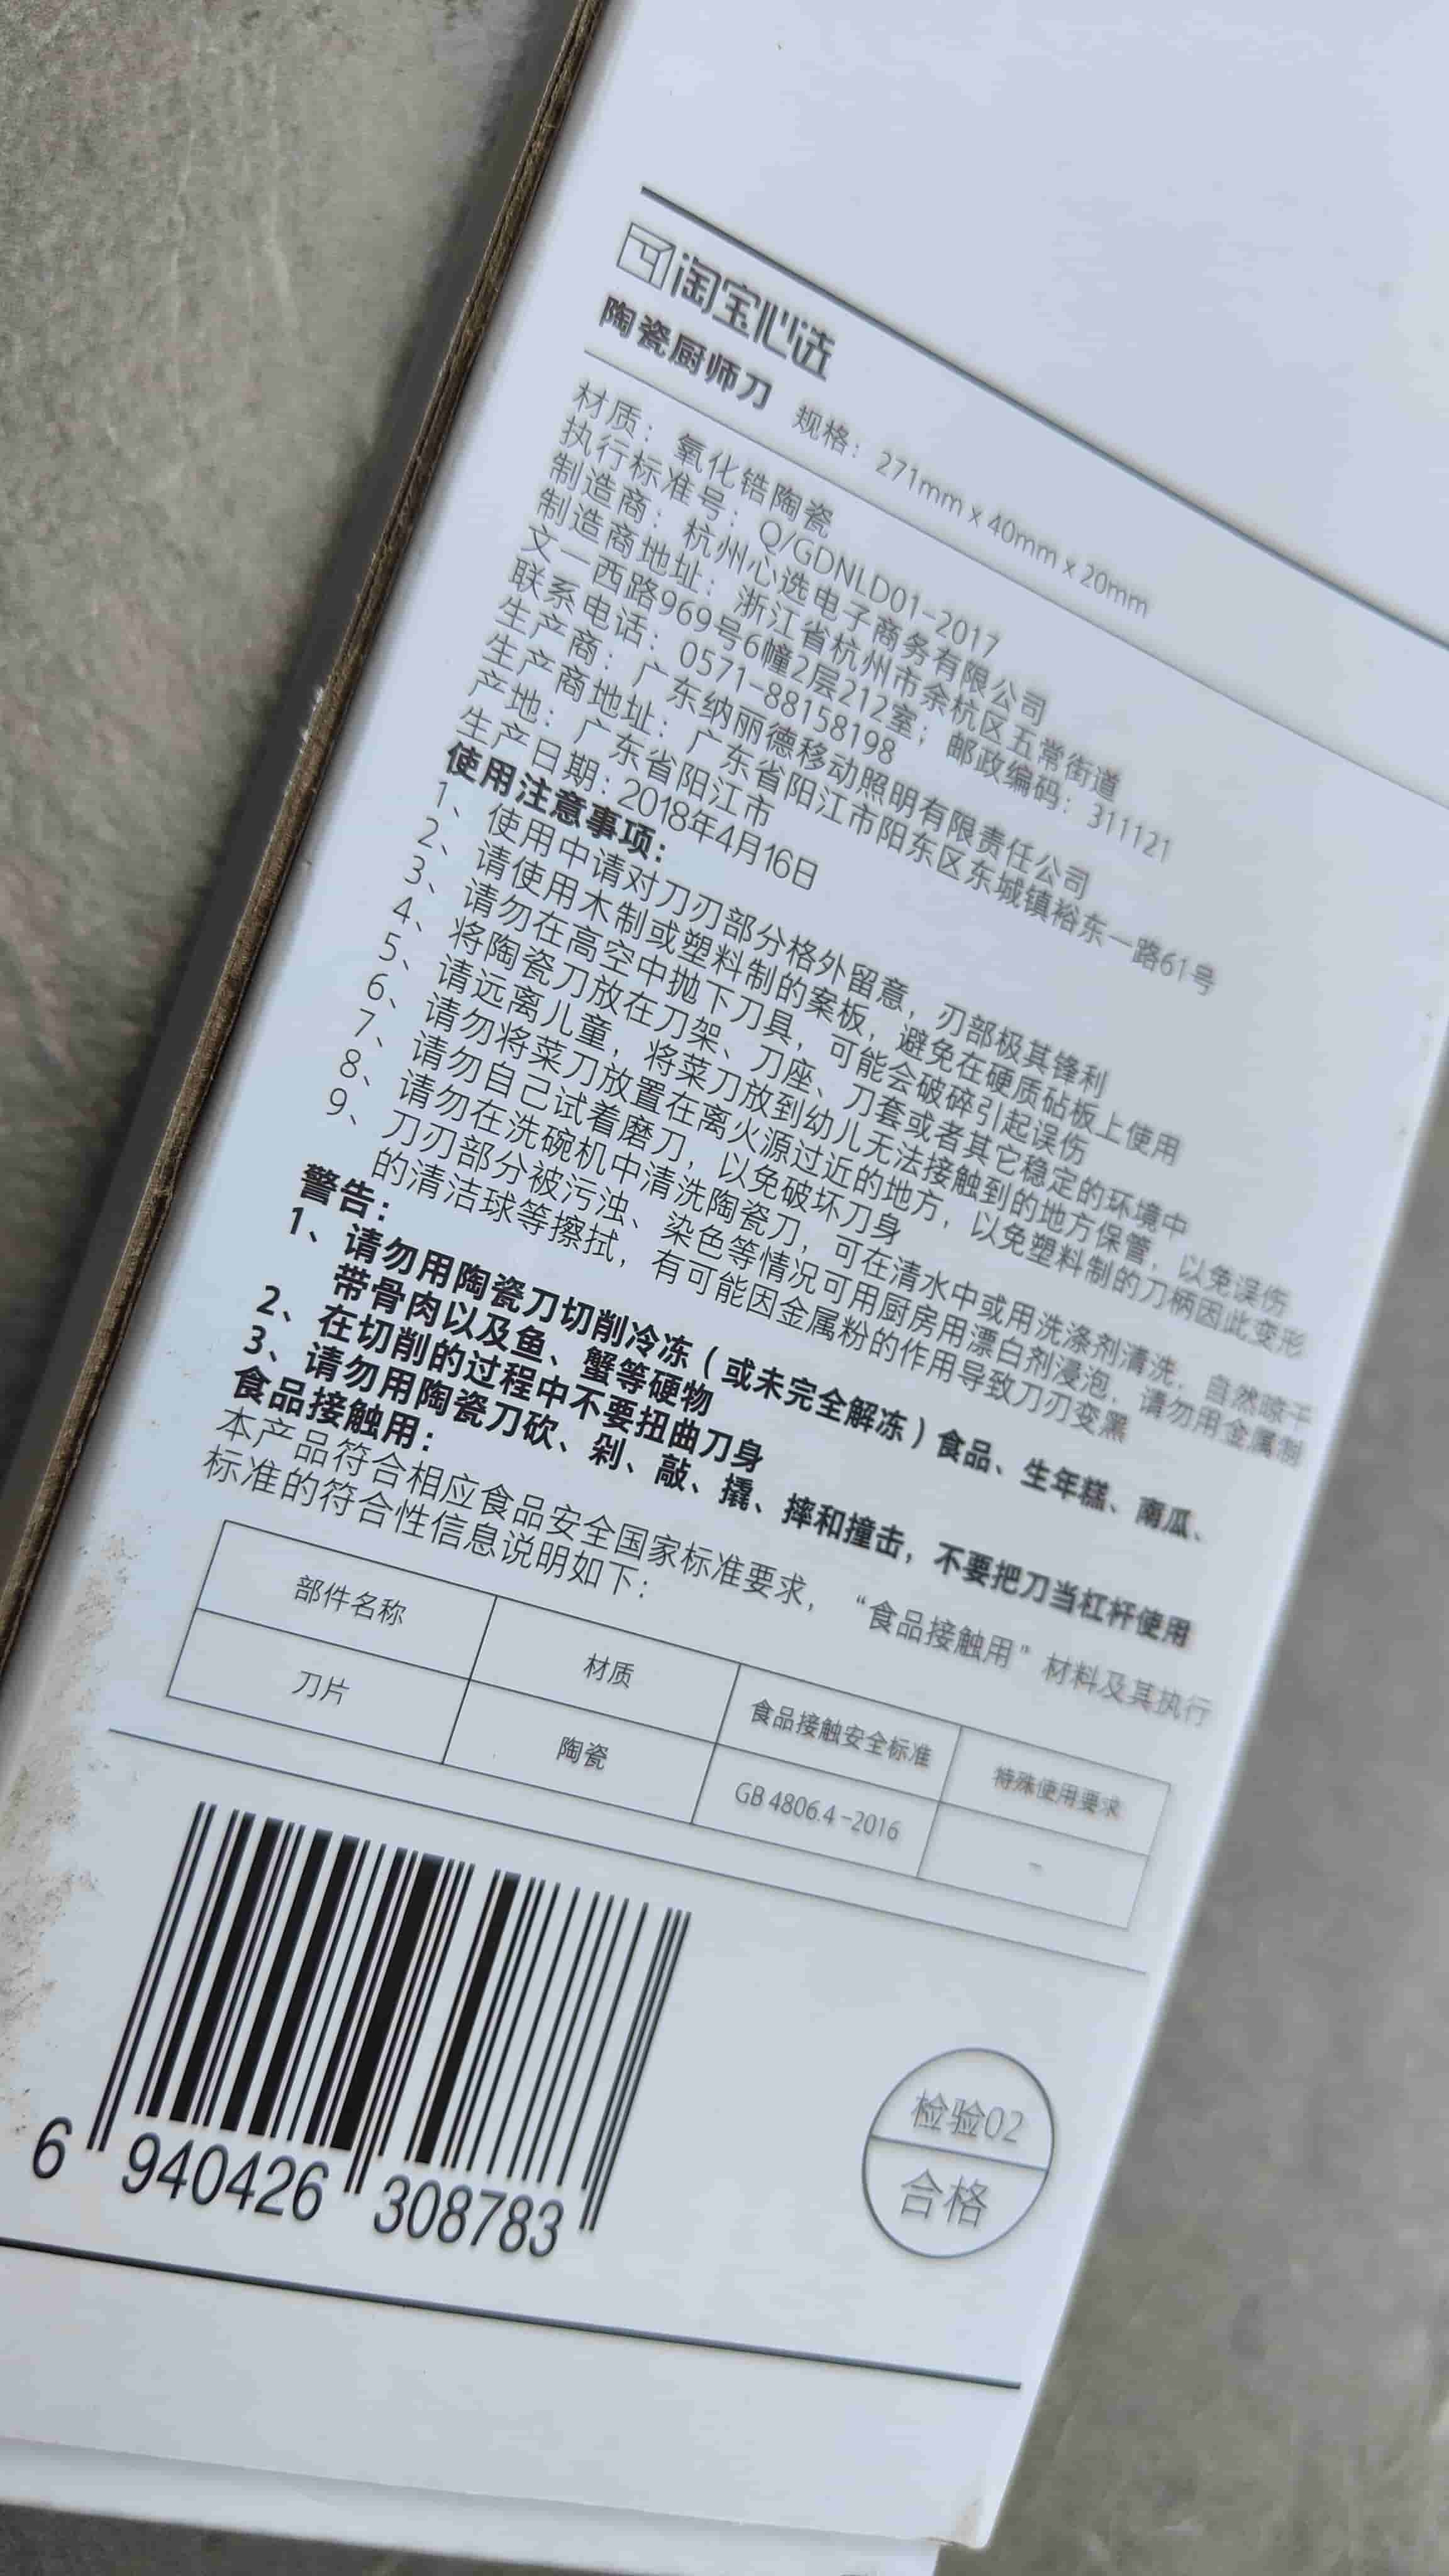 淘宝心选
陶瓷厨师刀 规格：271mm x 40mm x 20mm
材质：氧化锆陶瓷
执行标准号：Q/GDNLD01-2017
制造商：杭州心选电子商务有限公司
制造商地址：浙江省杭州市余杭区五常街道
文一西路969号6幢2层212室；邮政编码：311121
联系电话：0571-88158198
生产商：广东纳丽德移动照明有限责任公司
生产商地址：广东省阳江市阳东区东城镇裕东一路61号
产地：广东省阳江市
生产日期：2018年4月16日
使用注意事项：
1、使用中请对刀刃部分格外留意，刃部极其锋利
2、请使用木制或塑料制的案板，避免在硬质砧板上使用
3、请勿在高空中抛下刀具，可能会破碎引起误伤
4、将陶瓷刀放在刀架、刀座、刀套或者其它稳定的环境中
5、请远离儿童，将菜刀放到幼儿无法接触到的地方保管，以免误伤
6、请勿将菜刀放置在离火源过近的地方，以免塑料制的刀柄因此变形
7、请勿自己试着磨刀，以免破坏刀身
8、请勿在洗碗机中清洗陶瓷刀，可在清水中或用洗涤剂清洗，自然晾干
9、刀刃部分被污浊、染色等情况可用厨房用漂白剂浸泡，请勿用金属制
的清洁球等擦拭，有可能因金属粉的作用导致刀刃变黑
警告：
1、请勿用陶瓷刀切削冷冻（或未完全解冻）食品、生年糕、南瓜、
带骨肉以及鱼、蟹等硬物
2、在切削的过程中不要扭曲刀身
3、请勿用陶瓷刀砍、剁、敲、撬、摔和撞击，不要把刀当杠杆使用
食品接触用：
本产品符合相应食品安全国家标准要求，“食品接触用”材料及其执行
标准的符合性信息说明如下：
部件名称 材质 食品接触安全标准 特殊使用要求
刀片 陶瓷 GB 4806.4-2016 -
6 940426 308783
检验02
合格